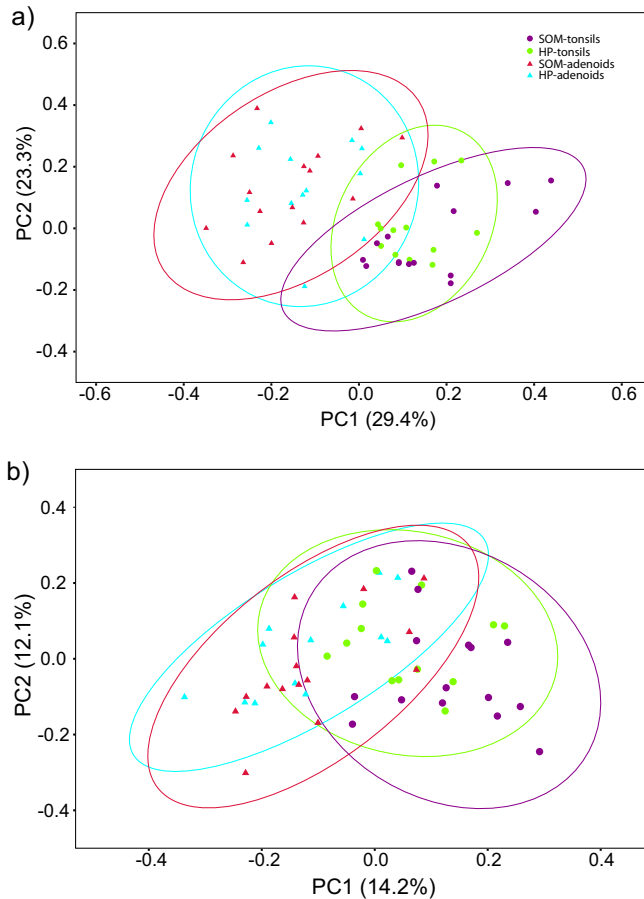 a)
SOM-tonsils
HP-tonsils
SOM-adenoids
HP-adenoids
0.6
0.4
0.2
0.0
-0.2
-0.4
PC2 (23.3%)
-0.6 -0.4 -0.2 0.0 0.2 0.4 0.6
PC1 (29.4%)
b)
0.4
0.2
0.0
-0.2
-0.4
PC2 (12.1%)
-0.4 -0.2 0.0 0.2 0.4
PC1 (14.2%)